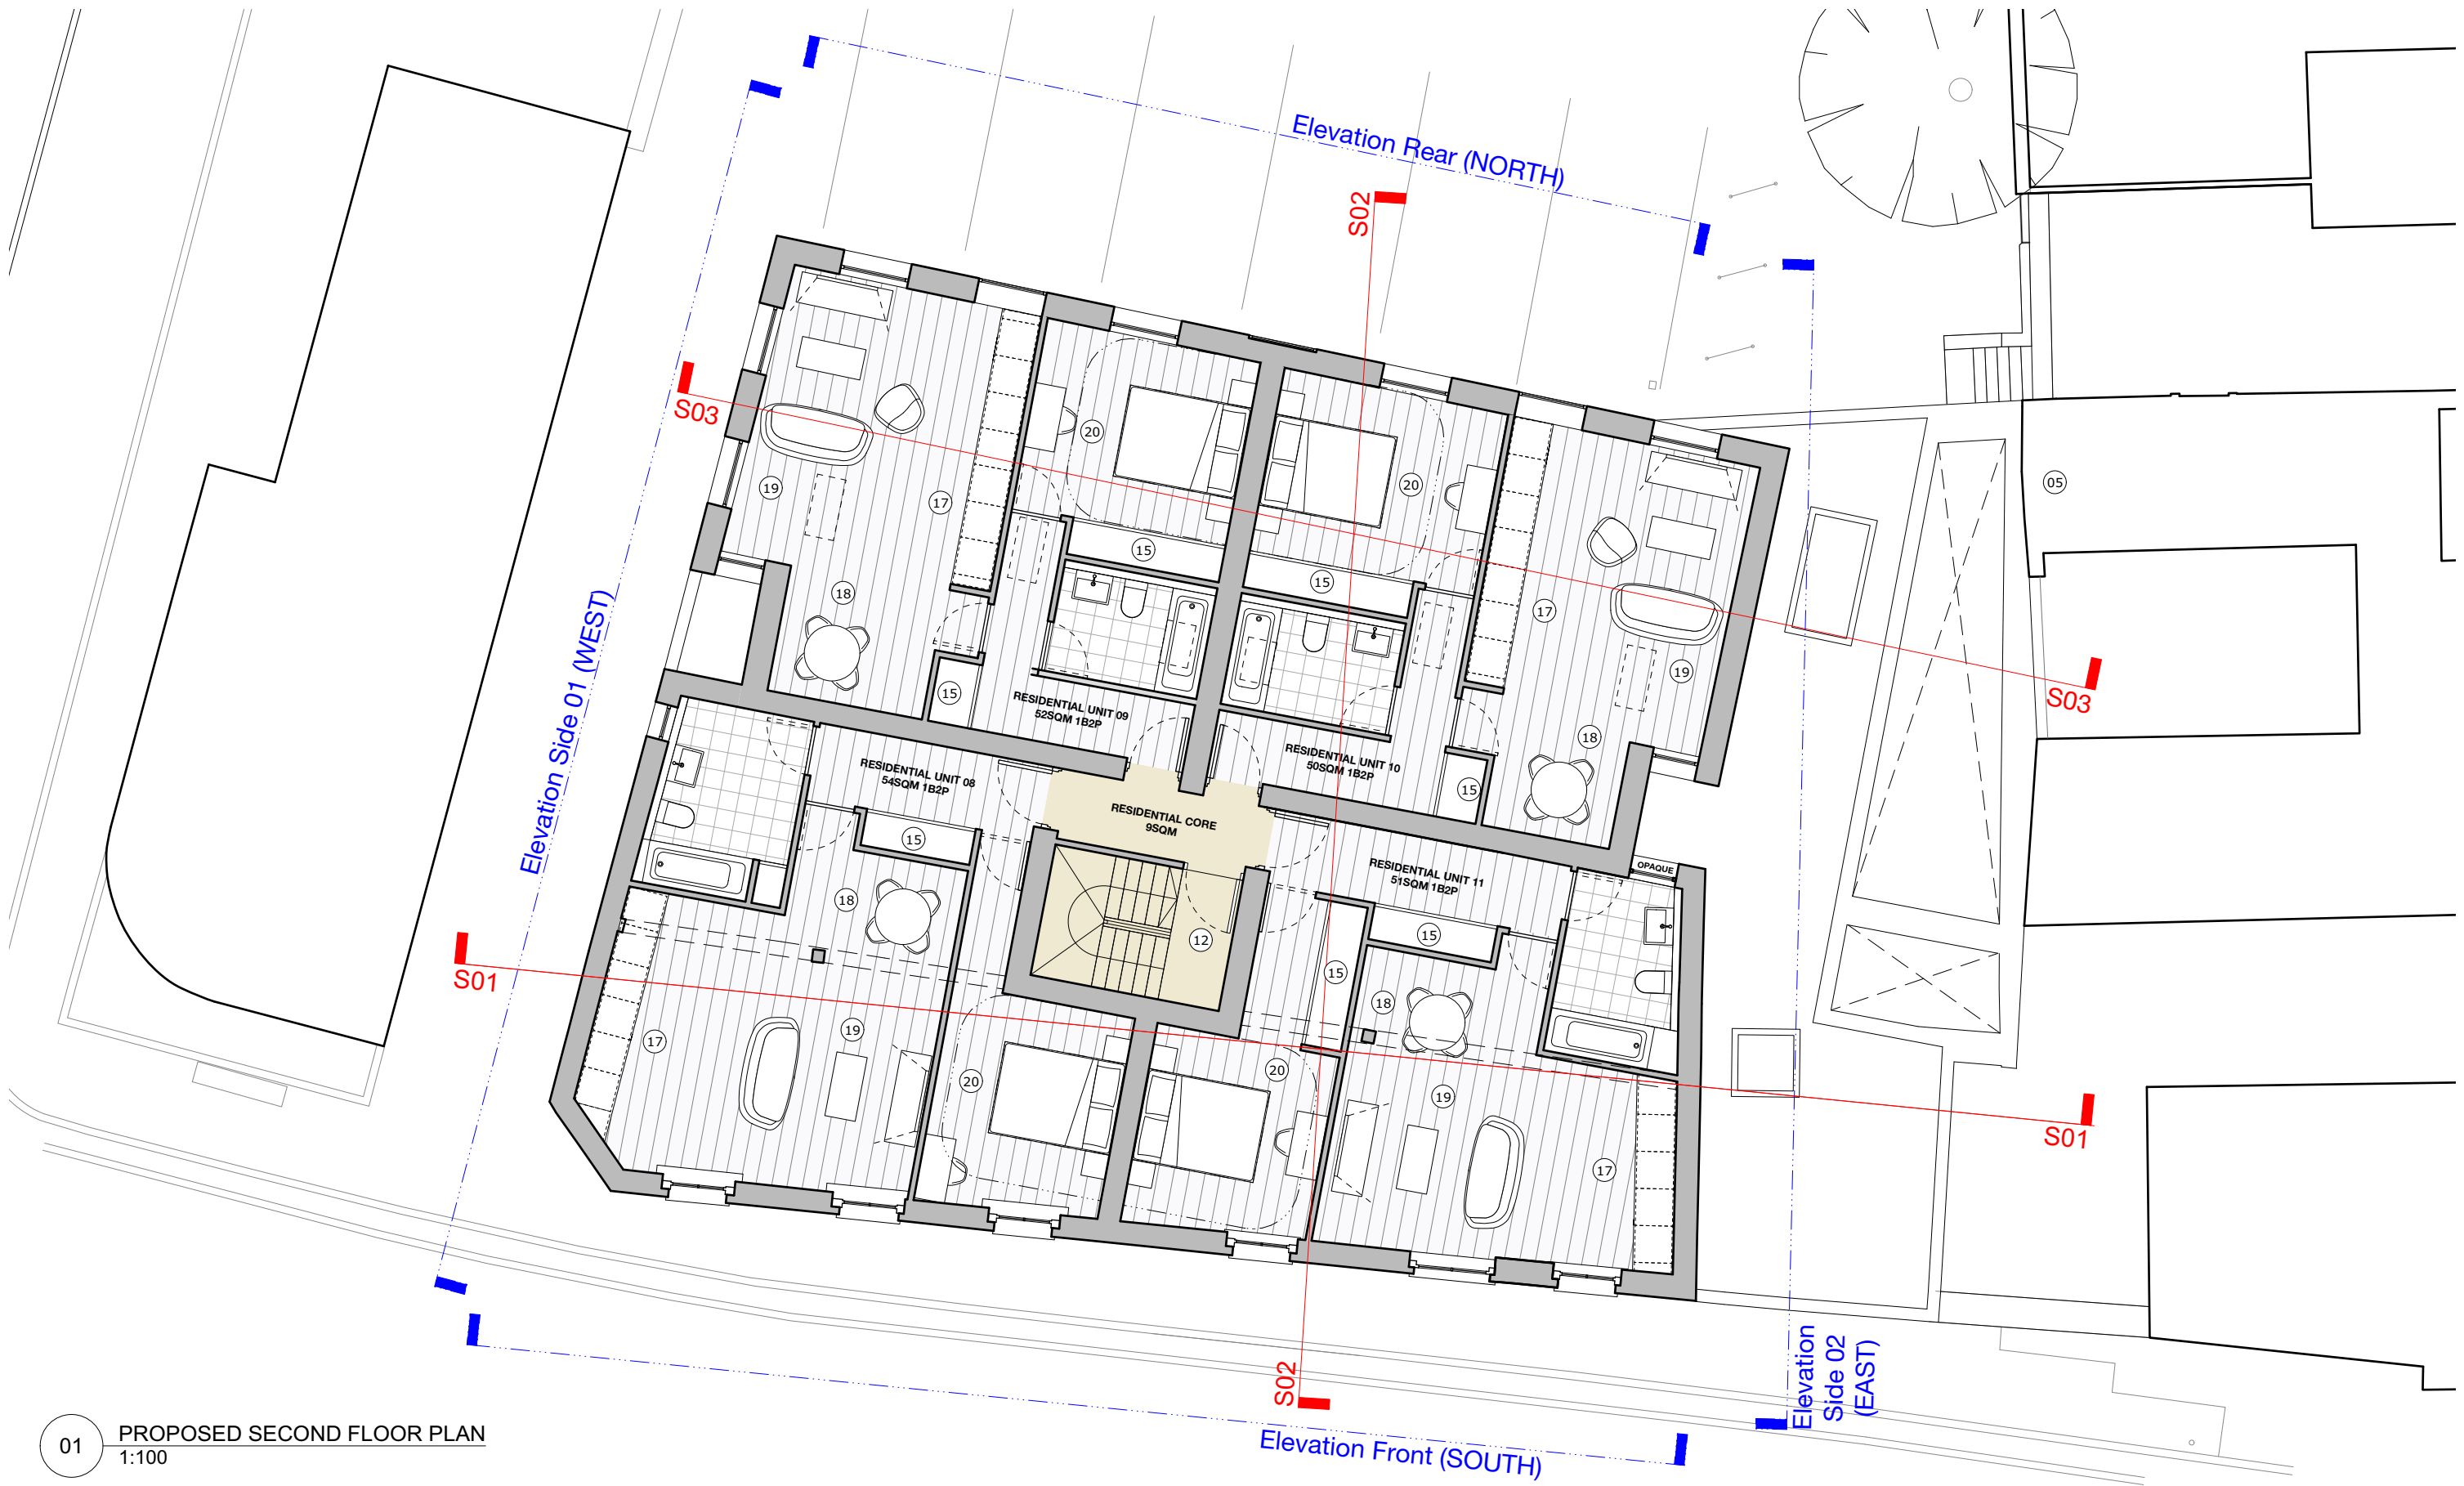 Elevation Rear (NORTH)
S02
S03
05
20
20
19
17
15
15
18
17
19
S03
15
RESIDENTIAL UNIT 09
52SQM 1B2P
18
RESIDENTIAL UNIT 10
50SQM 1B2P
15
Elevation Side 01 (WEST)
RESIDENTIAL UNIT 08
54SQM 1B2P
RESIDENTIAL CORE
9SQM
15
RESIDENTIAL UNIT 11
51SQM 1B2P
OPAQUE
18
12
15
15
S01
18
17
19
20
20
19
17
S01
Elevation
Side 02
(EAST)
S02
Elevation Front (SOUTH)
01
PROPOSED SECOND FLOOR PLAN
1:100